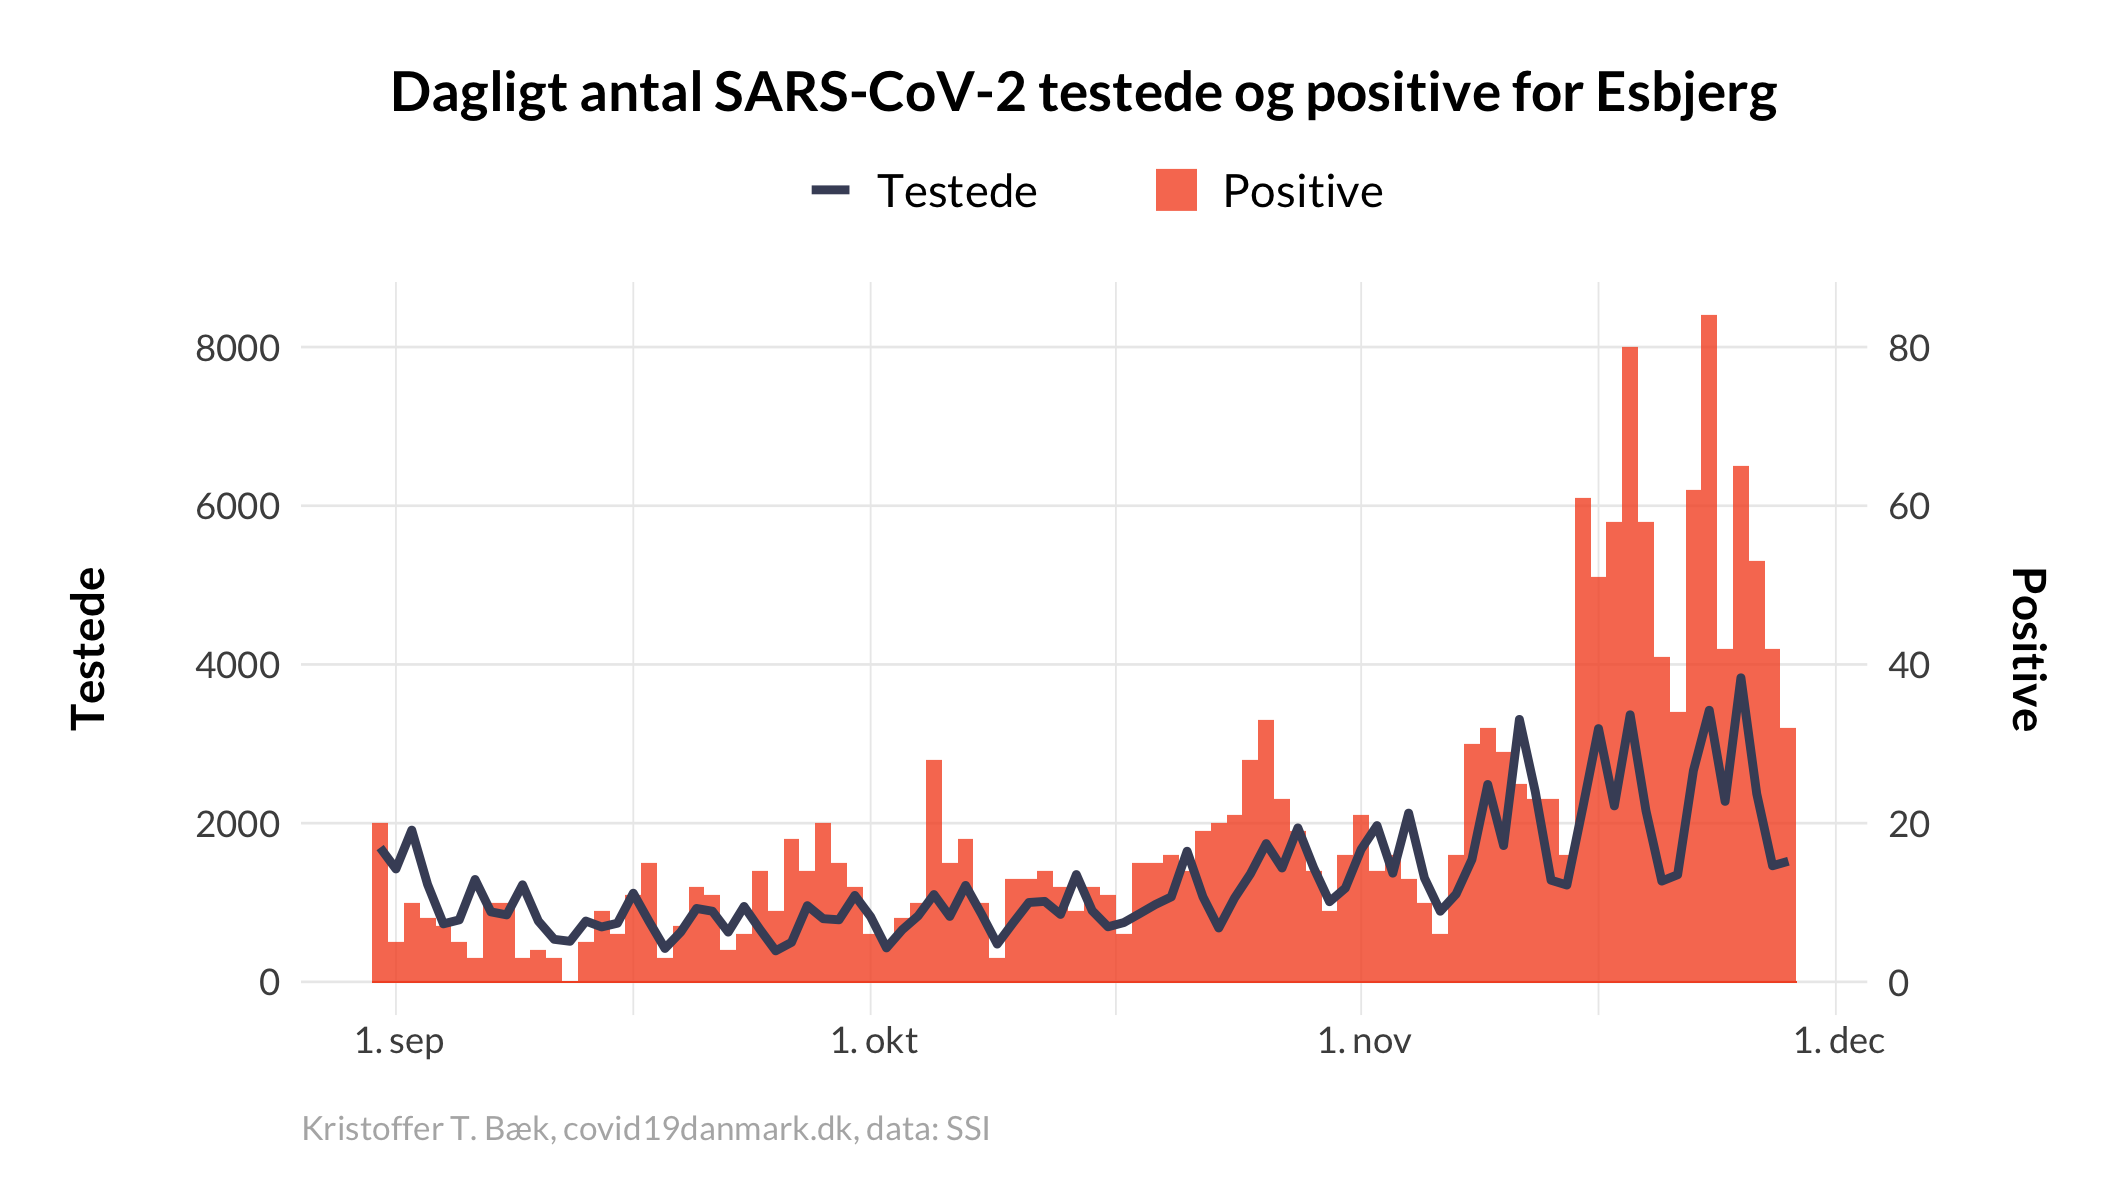 Dagligt antal SARS-CoV-2 testede og positive for Esbjerg
Testede
Positive
8000
6000
4000
2000
0
Testede
80
60
40
20
0
Positive
1. sep
1. okt
1. nov
1. dec
Kristoffer T. Bæk, covid19danmark.dk, data: SSI